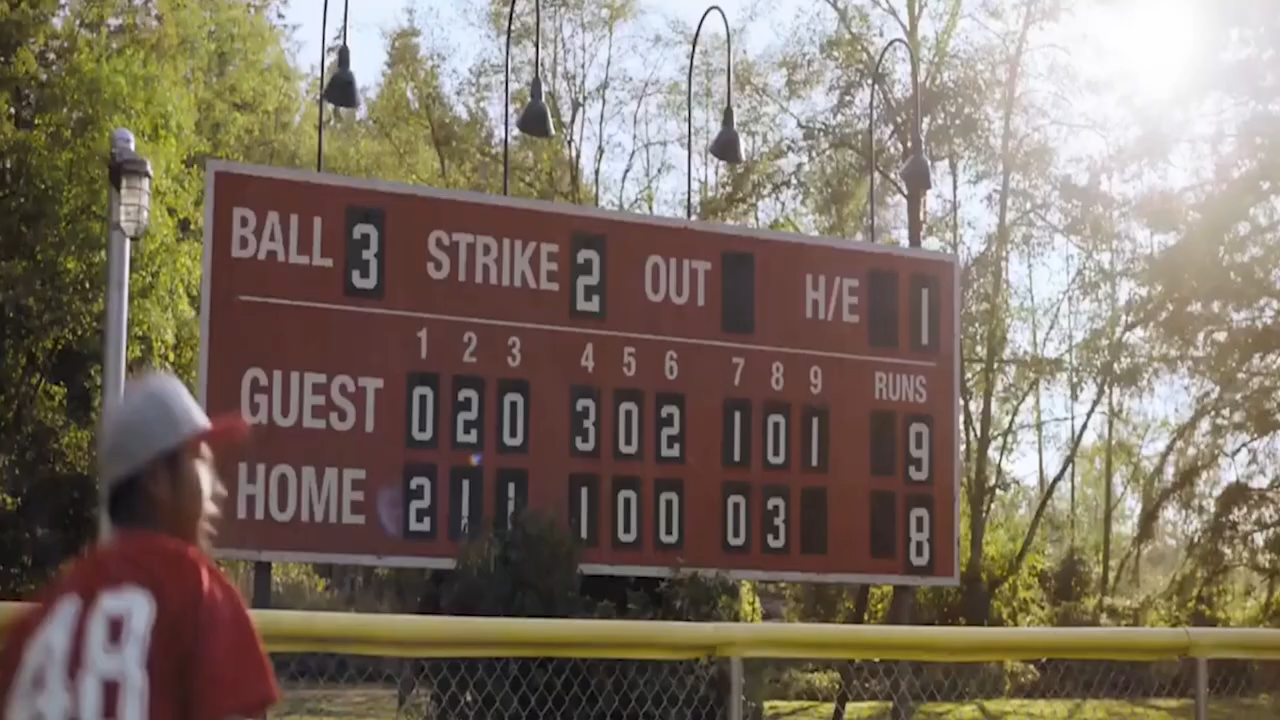 BALL 3 STRIKE 2 OUT H/E 1
1 2 3 4 5 6 7 8 9 RUNS
GUEST 0 2 0 3 0 2 1 0 1 9
HOME 2 1 1 1 0 0 0 3 8
48